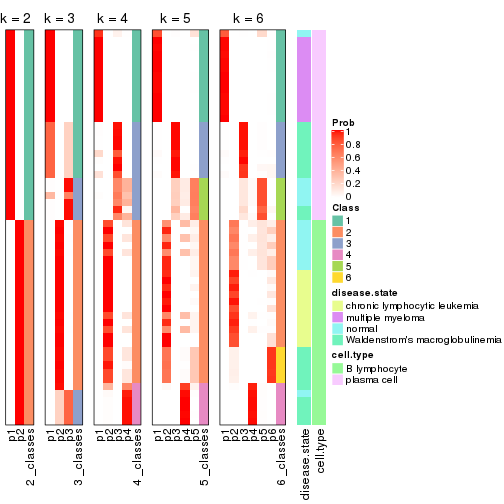 k = 2 k = 3 k = 4 k = 5 k = 6
Prob
1
0.8
0.6
0.4
0.2
0
Class
1
2
3
4
5
6
disease.state
chronic lymphocytic leukemia
multiple myeloma
normal
Waldenstrom's macroglobulinemia
cell.type
B lymphocyte
plasma cell
p1 p2 2_classes p1 p2 p3 3_classes p1 p2 p3 p4 4_classes p1 p2 p3 p4 p5 5_classes p1 p2 p3 p4 p5 p6 6_classes disease.state cell.type